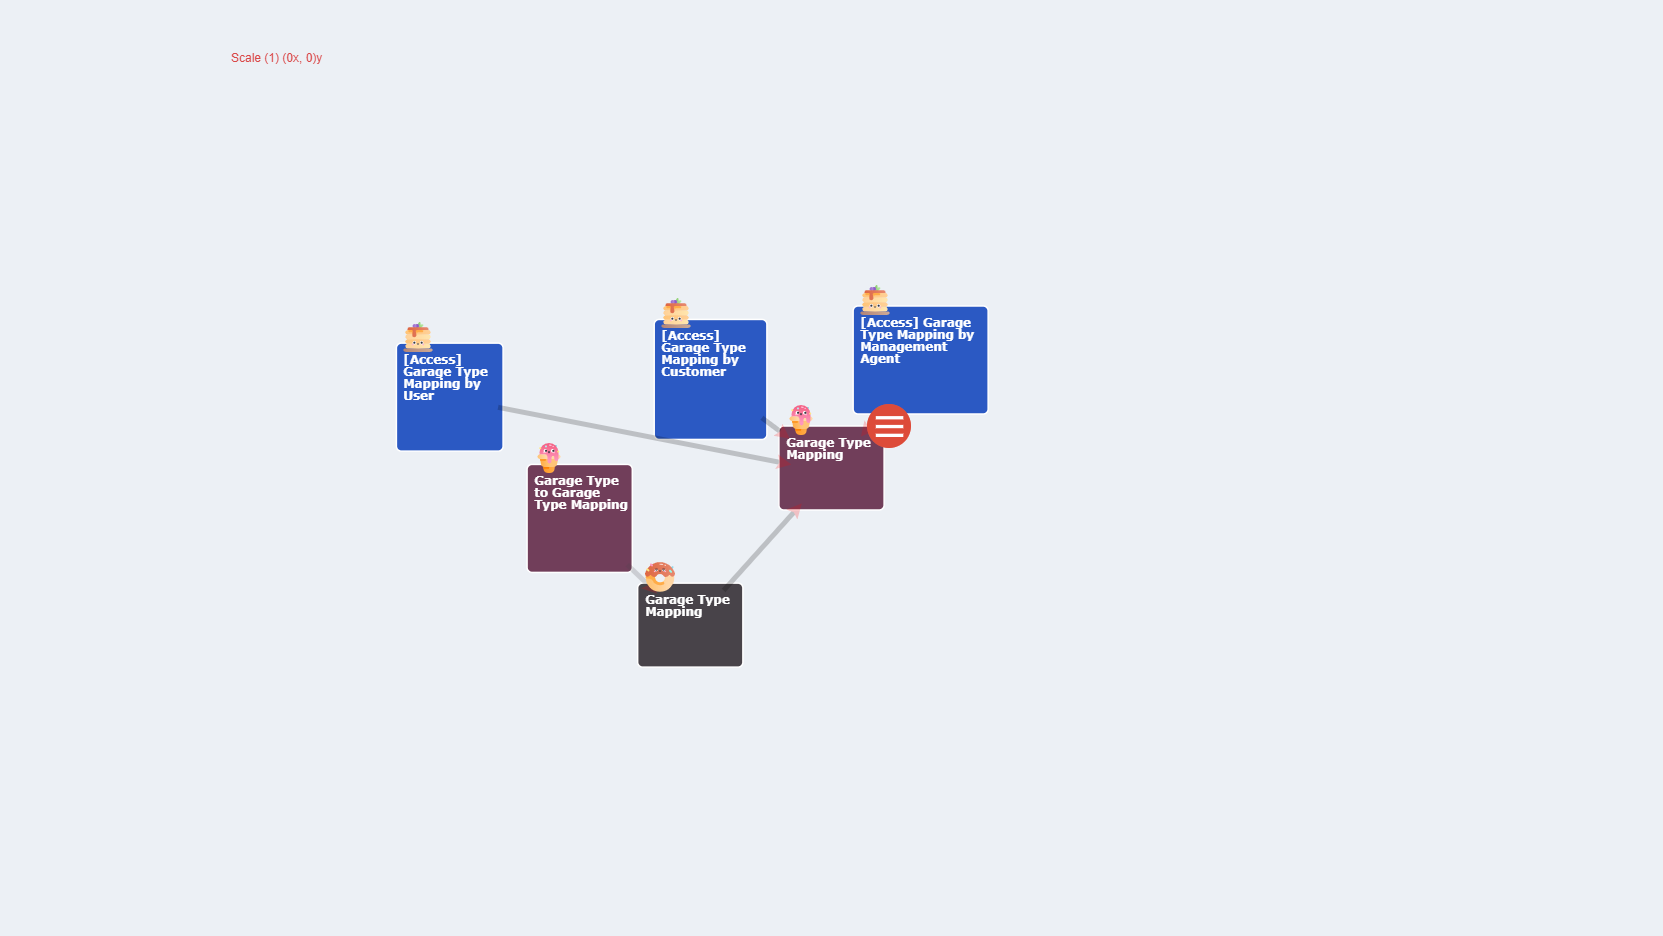 Scale (1) (0x, 0)y
[Access] Garage
Type Mapping by
Management
Agent
[Access]
Garage Type
Mapping by
Customer
[Access]
Garage Type
Mapping by
User
Garage Type
Mapping
Garage Type
to Garage
Type Mapping
Garage Type
Mapping